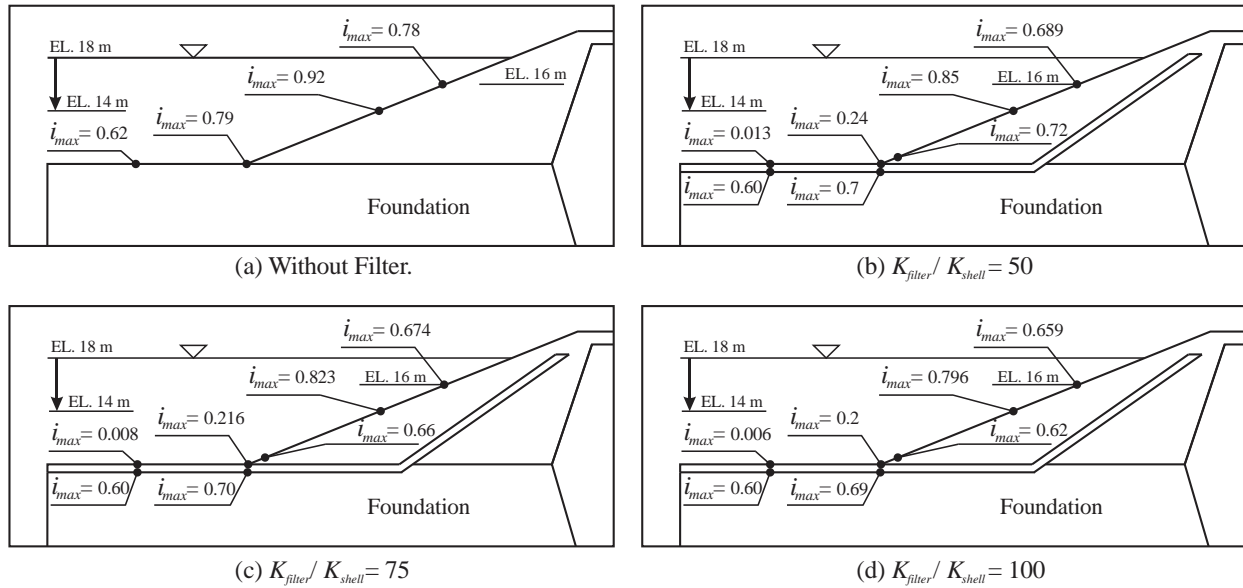 EL. 18 m
i_max= 0.78
i_max= 0.92
EL. 16 m
EL. 14 m
i_max= 0.62
i_max= 0.79
Foundation
(a) Without Filter.
EL. 18 m
i_max= 0.689
i_max= 0.85
EL. 16 m
EL. 14 m
i_max= 0.013
i_max= 0.24
i_max= 0.72
i_max= 0.60
i_max= 0.7
Foundation
(b) K_filter/ K_shell= 50
EL. 18 m
i_max= 0.674
i_max= 0.823
EL. 16 m
EL. 14 m
i_max= 0.216
i_max= 0.008
i_max= 0.66
i_max= 0.60
i_max= 0.70
Foundation
(c) K_filter/ K_shell= 75
EL. 18 m
i_max= 0.659
i_max= 0.796
EL. 16 m
EL. 14 m
i_max= 0.006
i_max= 0.2
i_max= 0.62
i_max= 0.60
i_max= 0.69
Foundation
(d) K_filter/ K_shell= 100